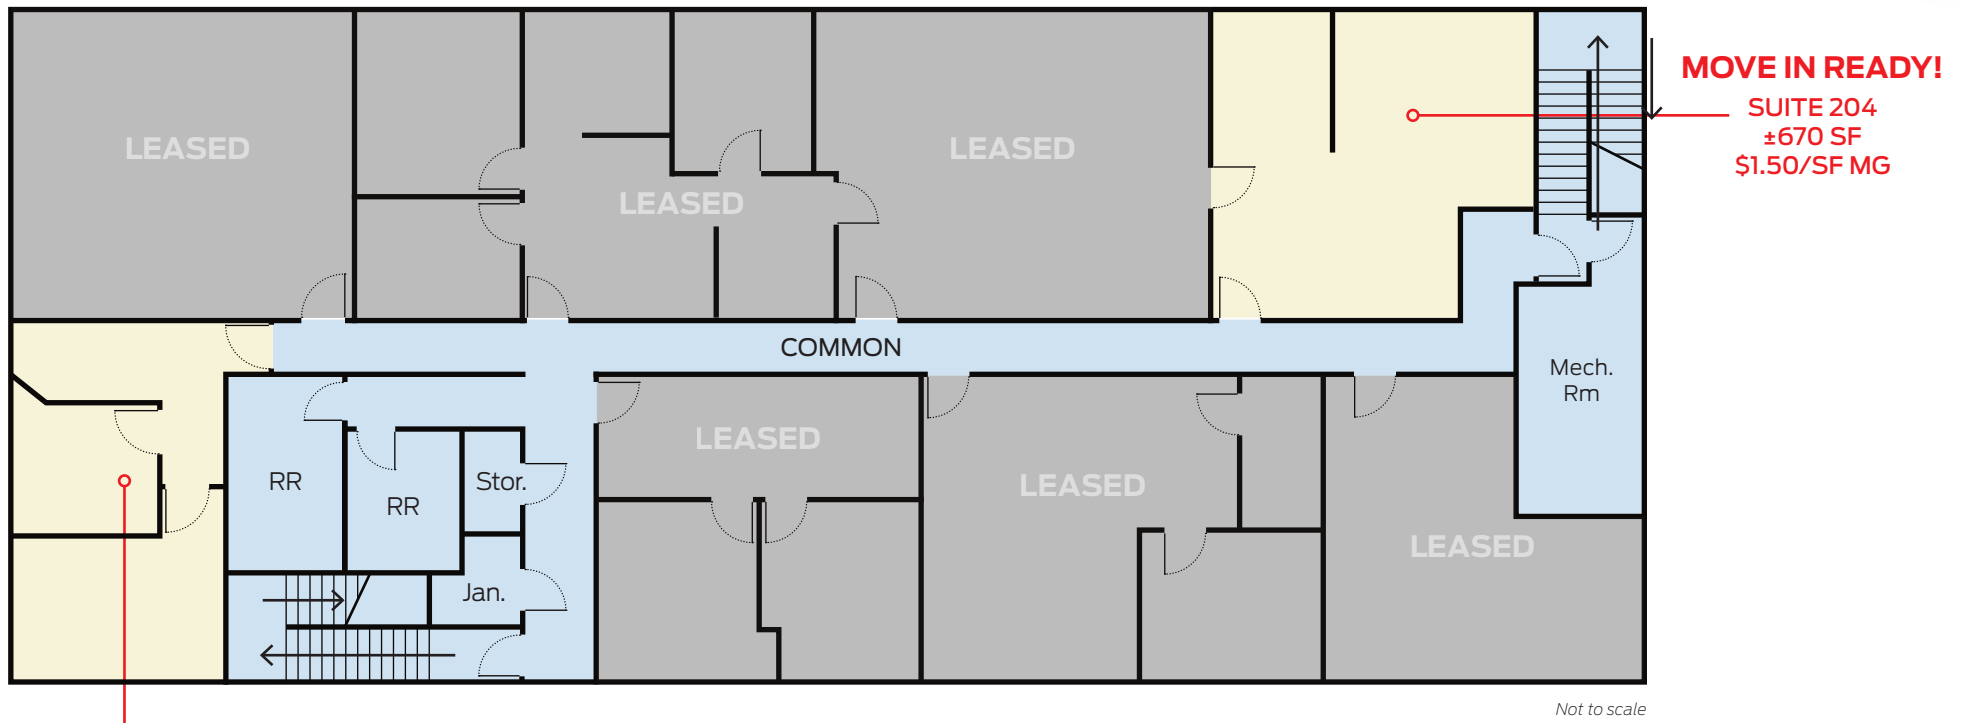 MOVE IN READY!
SUITE 204
±670 SF
$1.50/SF MG
LEASED
LEASED
LEASED
COMMON
Mech.
Rm
LEASED
LEASED
LEASED
RR
RR
Stor.
Jan.
Not to scale